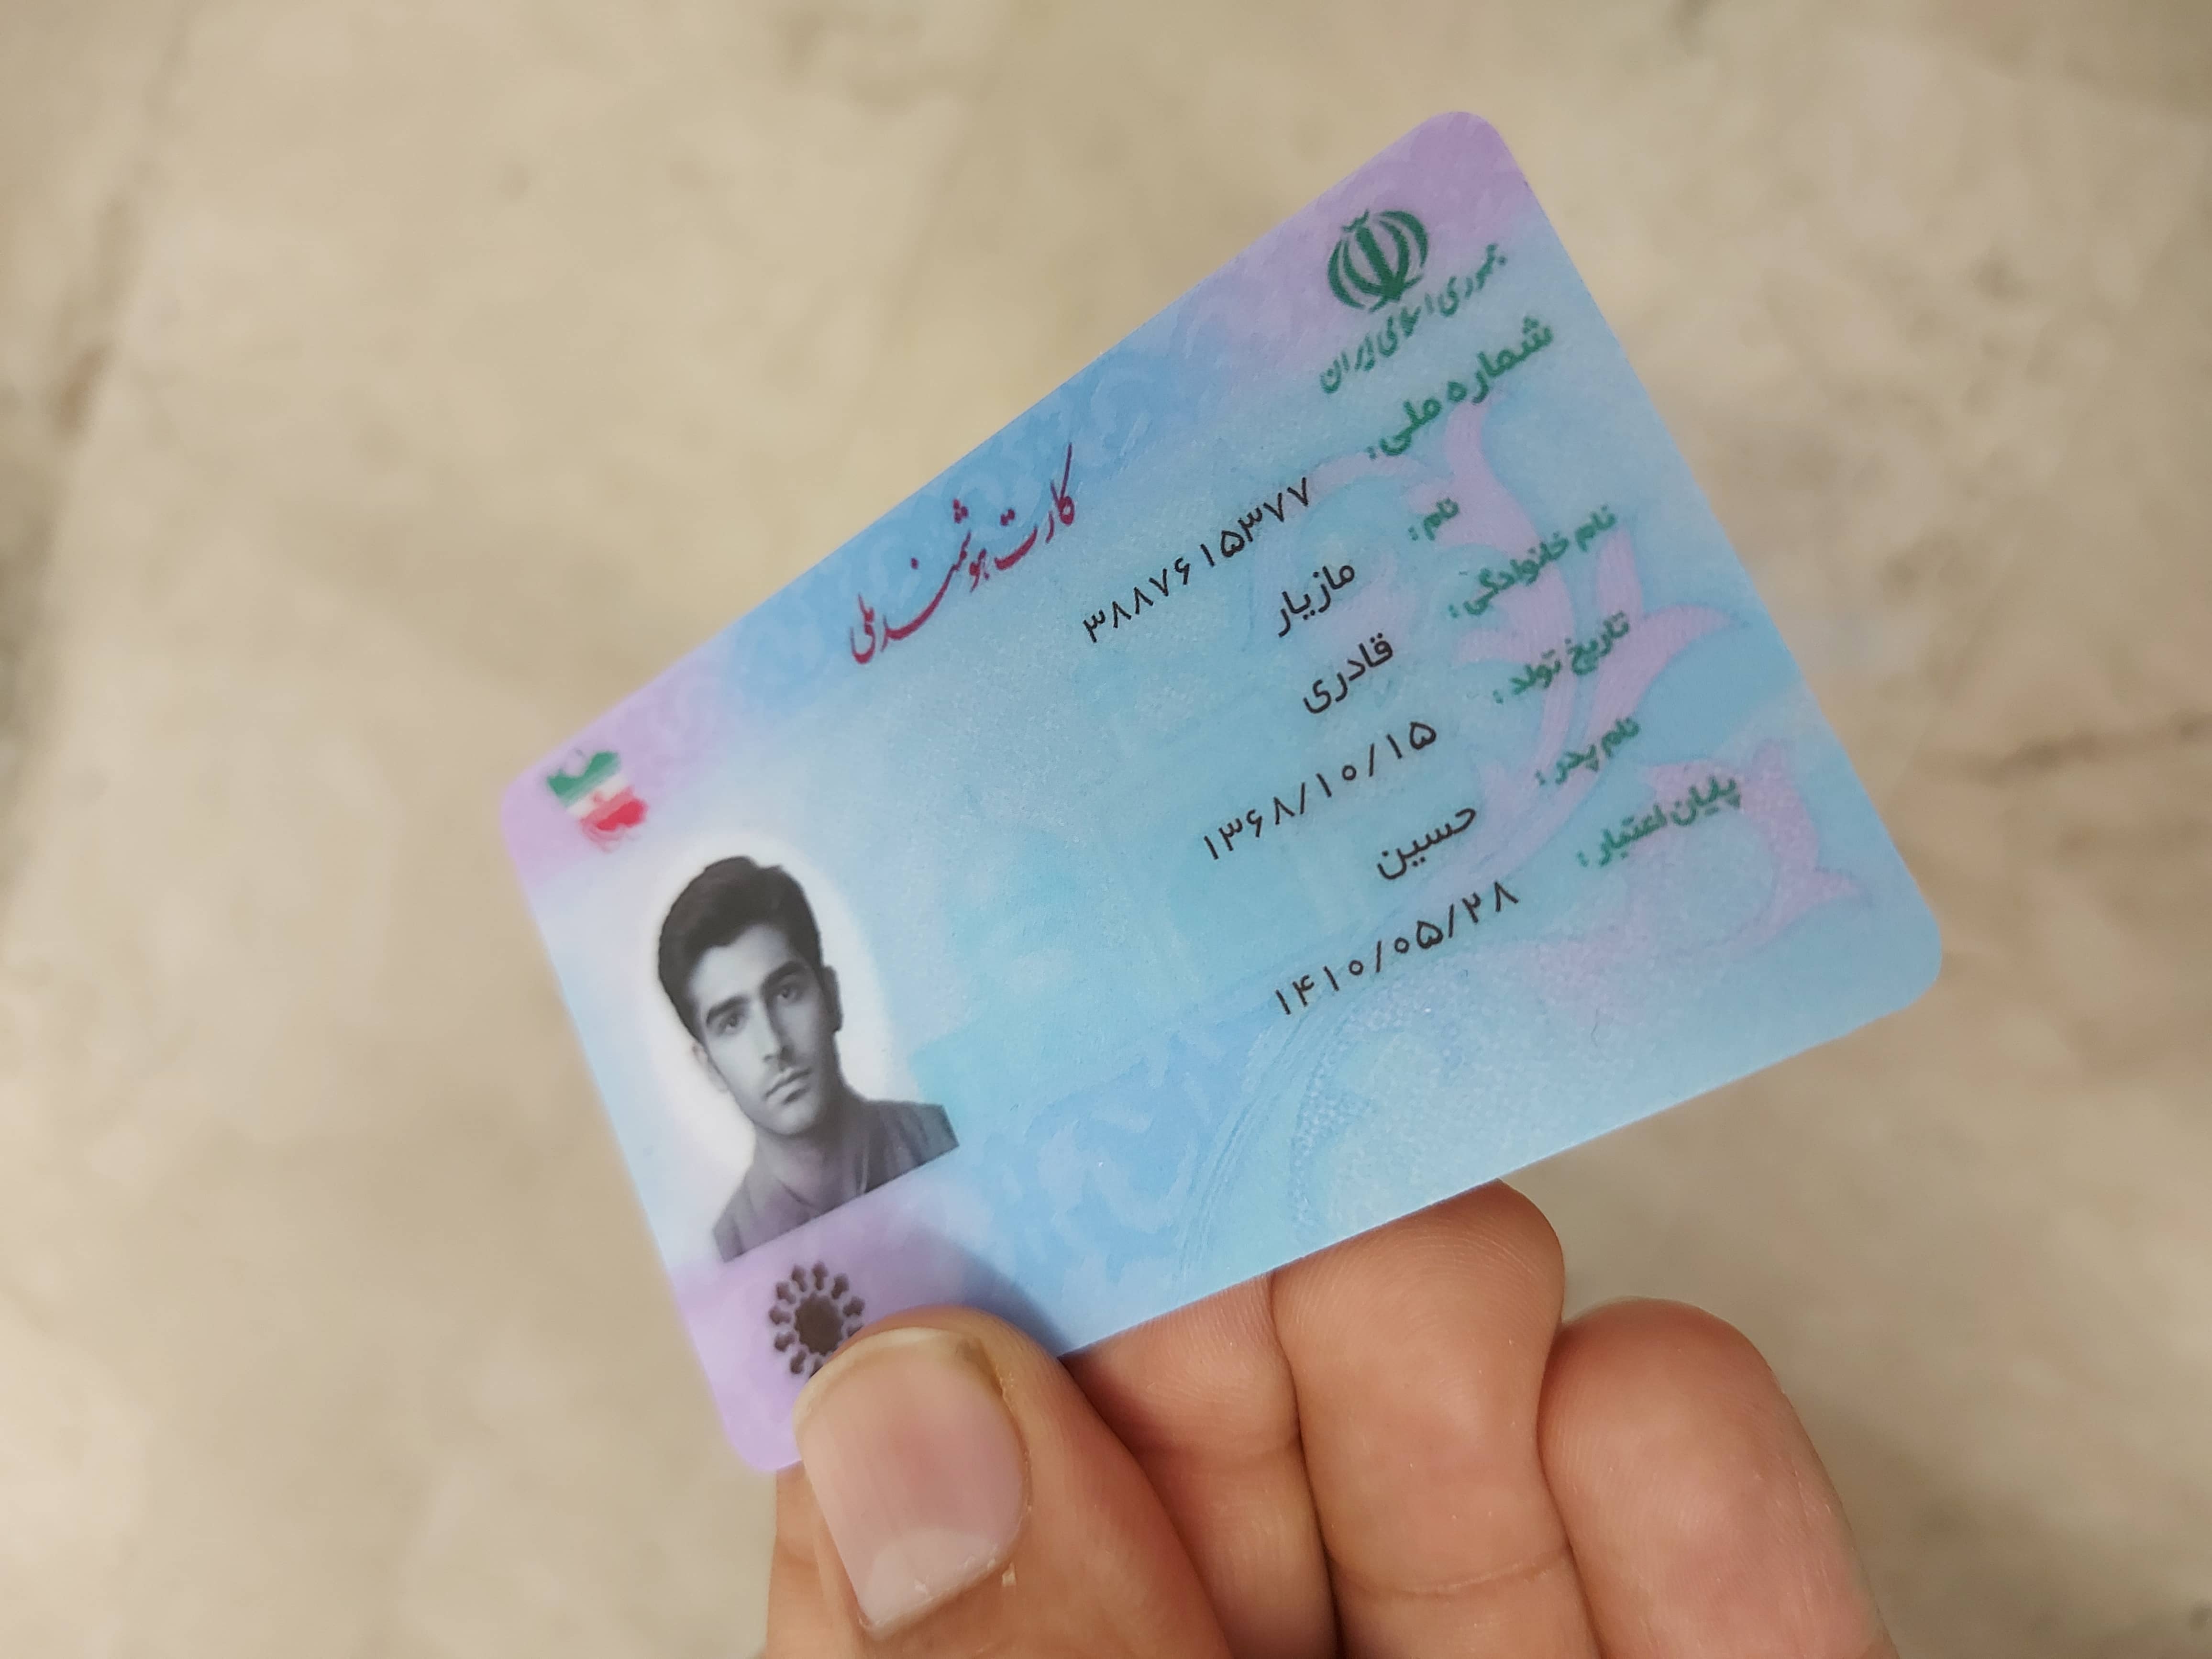 جمهوری اسلامی ایران
کارت هوشمند ملی
شماره ملی: ۳۸۸۷۶۱۵۳۷۷
نام: مازیار
نام خانوادگی: قادری
تاریخ تولد: ۱۳۶۸/۱۰/۱۵
نام پدر: حسین
پایان اعتبار: ۱۴۱۰/۰۵/۲۸